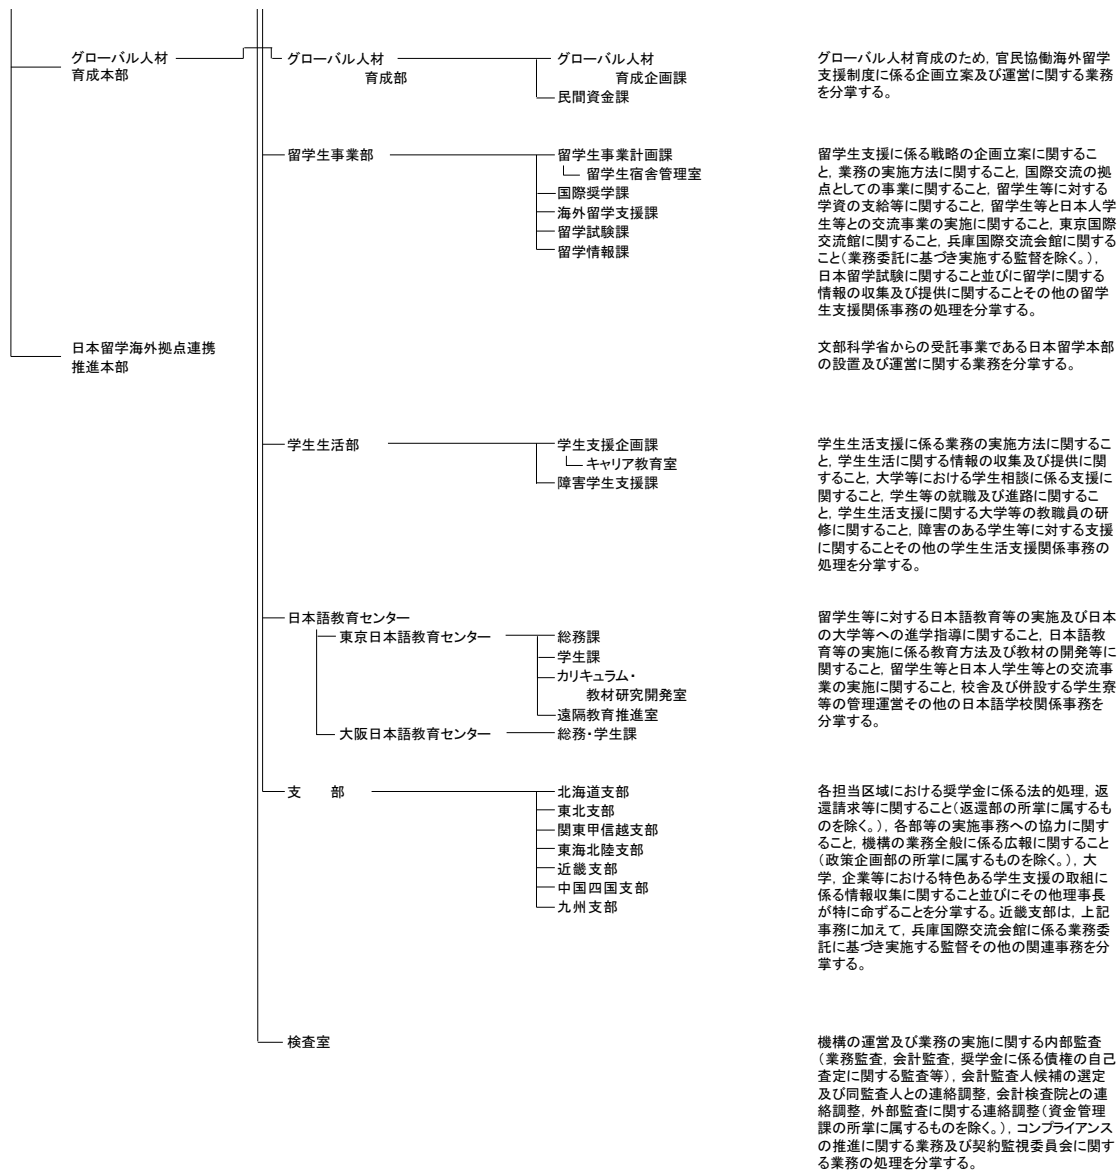 グローバル人材
育成本部
グローバル人材
育成部
グローバル人材
育成企画課
民間資金課
グローバル人材育成のため，官民協働海外留学
支援制度に係る企画立案及び運営に関する業務
を分掌する。
留学生事業部
留学生事業計画課
留学生宿舎管理室
国際奨学課
海外留学支援課
留学試験課
留学情報課
留学生支援に係る戦略の企画立案に関するこ
と，業務の実施方法に関すること，国際交流の拠
点としての事業に関すること，留学生等に対する
学資の支給等に関すること，留学生等と日本人学
生等との交流事業の実施に関すること，東京国際
交流館に関すること，兵庫国際交流会館に関する
こと（業務委託に基づき実施する監督を除く。），
日本留学試験に関すること並びに留学に関する
情報の収集及び提供に関することその他の留学
生支援関係事務の処理を分掌する。
日本留学海外拠点連携
推進本部
文部科学省からの受託事業である日本留学本部
の設置及び運営に関する業務を分掌する。
学生生活部
学生支援企画課
キャリア教育室
障害学生支援課
学生生活支援に係る業務の実施方法に関するこ
と，学生生活に関する情報の収集及び提供に関
すること，大学等における学生相談に係る支援に
関すること，学生等の就職及び進路に関するこ
と，学生生活支援に関する大学等の教職員の研
修に関すること，障害のある学生等に対する支援
に関することその他の学生生活支援関係事務の
処理を分掌する。
日本語教育センター
東京日本語教育センター
総務課
学生課
カリキュラム・
教材研究開発室
遠隔教育推進室
大阪日本語教育センター
総務・学生課
留学生等に対する日本語教育等の実施及び日本
の大学等への進学指導に関すること，日本語教
育等の実施に係る教育方法及び教材の開発等に
関すること，留学生等と日本人学生等との交流事
業の実施に関すること，校舎及び併設する学生寮
等の管理運営その他の日本語学校関係事務を
分掌する。
支　部
北海道支部
東北支部
関東甲信越支部
東海北陸支部
近畿支部
中国四国支部
九州支部
各担当区域における奨学金に係る法的処理，返
還請求等に関すること（返還部の所掌に属するも
のを除く。），各部等の実施事務への協力に関す
ること，機構の業務全般に係る広報に関すること
（政策企画部の所掌に属するものを除く。），大
学，企業等における特色ある学生支援の取組に
係る情報収集に関すること並びにその他理事長
が特に命ずることを分掌する。近畿支部は，上記
事務に加えて，兵庫国際交流会館に係る業務委
託に基づき実施する監督その他の関連事務を分
掌する。
検査室
機構の運営及び業務の実施に関する内部監査
（業務監査，会計監査，奨学金に係る債権の自己
査定に関する監査等），会計監査人候補の選定
及び同監査人との連絡調整，会計検査院との連
絡調整，外部監査に関する連絡調整（資金管理
課の所掌に属するものを除く。），コンプライアンス
の推進に関する業務及び契約監視委員会に関す
る業務の処理を分掌する。